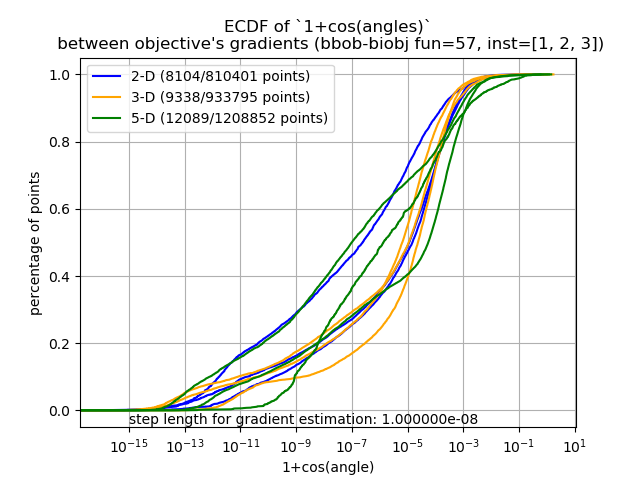 ECDF of `1+cos(angles)`
between objective's gradients (bbob-biobj fun=57, inst=[1, 2, 3])
2-D (8104/810401 points)
3-D (9338/933795 points)
5-D (12089/1208852 points)
percentage of points
1.0
0.8
0.6
0.4
0.2
0.0
step length for gradient estimation: 1.000000e-08
10⁻¹⁵ 10⁻¹³ 10⁻¹¹ 10⁻⁹ 10⁻⁷ 10⁻⁵ 10⁻³ 10⁻¹ 10¹
1+cos(angle)